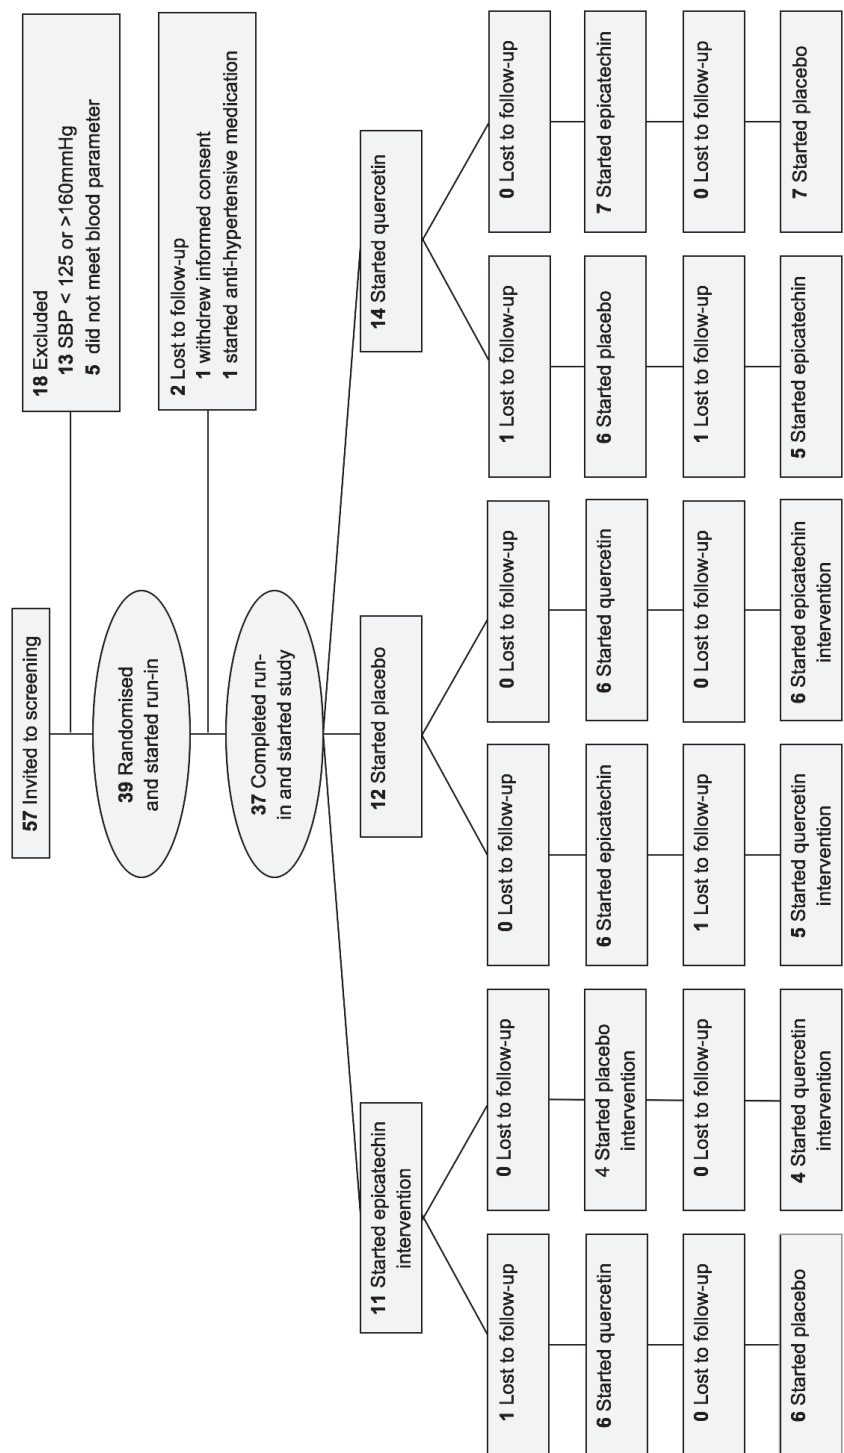 57 Invited to screening
18 Excluded
13 SBP < 125 or >160mmHg
5 did not meet blood parameter
39 Randomised
and started run-in
2 Lost to follow-up
1 withdrew informed consent
1 started anti-hypertensive medication
37 Completed run-
in and started study
11 Started epicatechin
intervention
12 Started placebo
14 Started quercetin
1 Lost to follow-up
0 Lost to follow-up
0 Lost to follow-up
0 Lost to follow-up
1 Lost to follow-up
0 Lost to follow-up
6 Started quercetin
4 Started placebo
intervention
6 Started epicatechin
6 Started quercetin
6 Started placebo
7 Started epicatechin
0 Lost to follow-up
0 Lost to follow-up
1 Lost to follow-up
0 Lost to follow-up
1 Lost to follow-up
0 Lost to follow-up
6 Started placebo
4 Started quercetin
intervention
5 Started quercetin
intervention
6 Started epicatechin
intervention
5 Started epicatechin
7 Started placebo